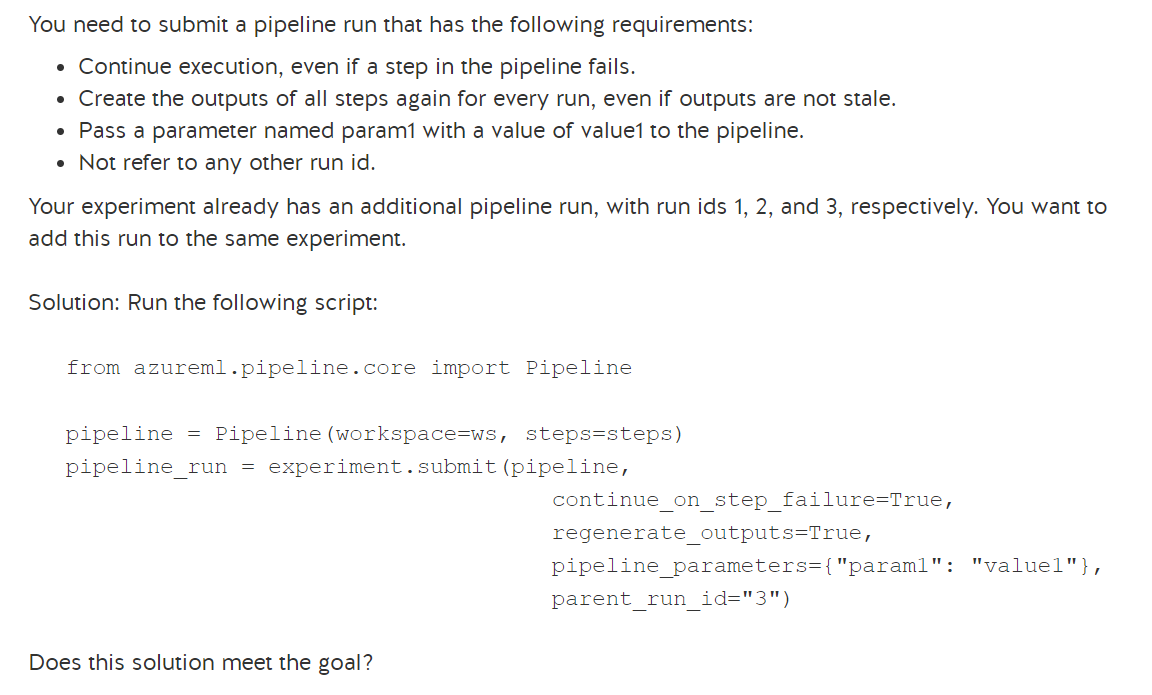 You need to submit a pipeline run that has the following requirements:
• Continue execution, even if a step in the pipeline fails.
• Create the outputs of all steps again for every run, even if outputs are not stale.
• Pass a parameter named param1 with a value of value1 to the pipeline.
• Not refer to any other run id.
Your experiment already has an additional pipeline run, with run ids 1, 2, and 3, respectively. You want to
add this run to the same experiment.
Solution: Run the following script:
from azureml.pipeline.core import Pipeline
pipeline = Pipeline(workspace=ws, steps=steps)
pipeline_run = experiment.submit(pipeline,
continue_on_step_failure=True,
regenerate_outputs=True,
pipeline_parameters={"param1": "value1"},
parent_run_id="3")
Does this solution meet the goal?